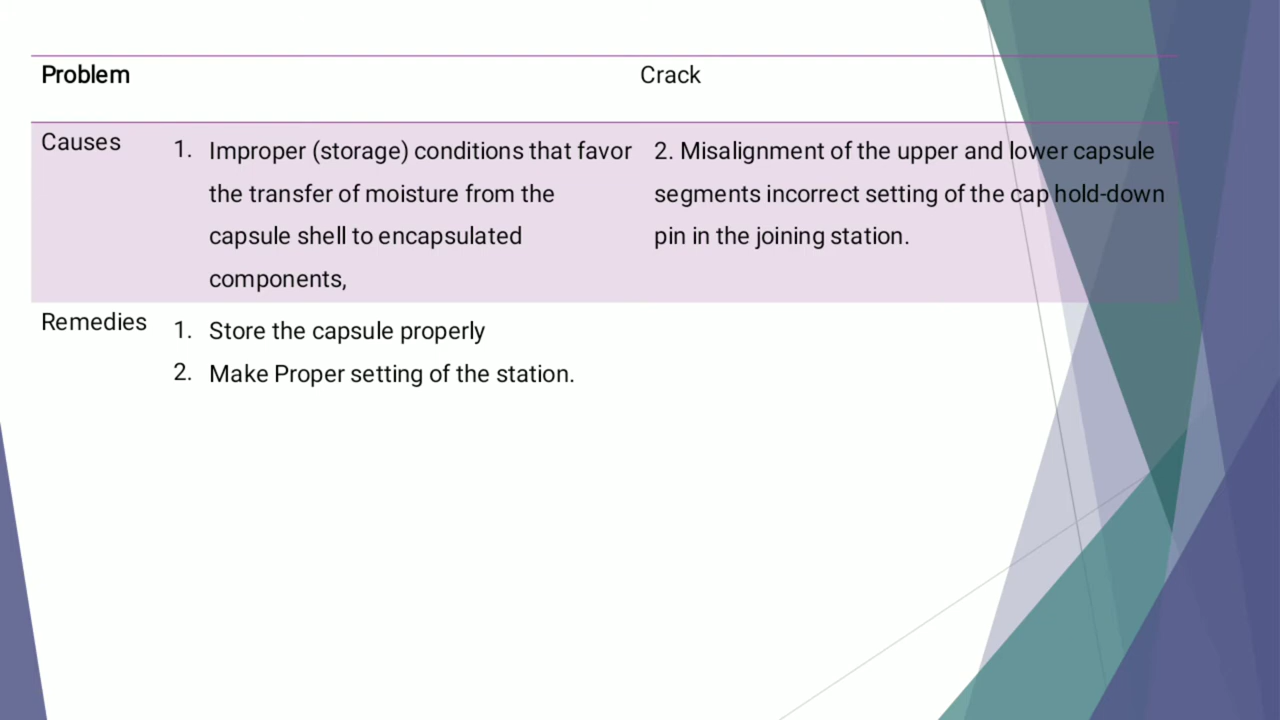 Problem
Crack
Causes
1. Improper (storage) conditions that favor
the transfer of moisture from the
capsule shell to encapsulated
components,
2. Misalignment of the upper and lower capsule
segments incorrect setting of the cap hold-down
pin in the joining station.
Remedies
1. Store the capsule properly
2. Make Proper setting of the station.